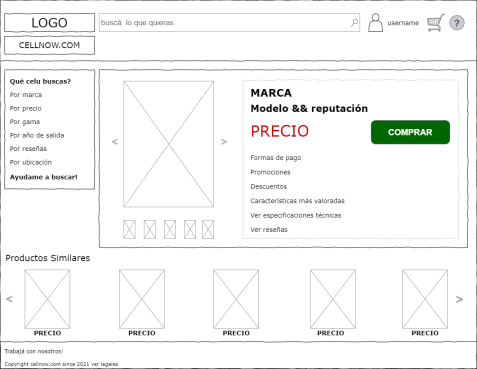 LOGO
buscá lo que quieras
username
?
CELLNOW.COM
Qué celu buscas?
Por marca
Por precio
Por gama
Por año de salida
Por reseñas
Por ubicación
Ayudame a buscar!
<
>
MARCA
Modelo && reputación
PRECIO
COMPRAR
Formas de pago
Promociones
Descuentos
Características más valoradas
Ver especificaciones técnicas
Ver reseñas
Productos Similares
<
>
PRECIO
PRECIO
PRECIO
PRECIO
PRECIO
Trabajá con nosotros!
Copyright cellnow.com since 2021 ver legales